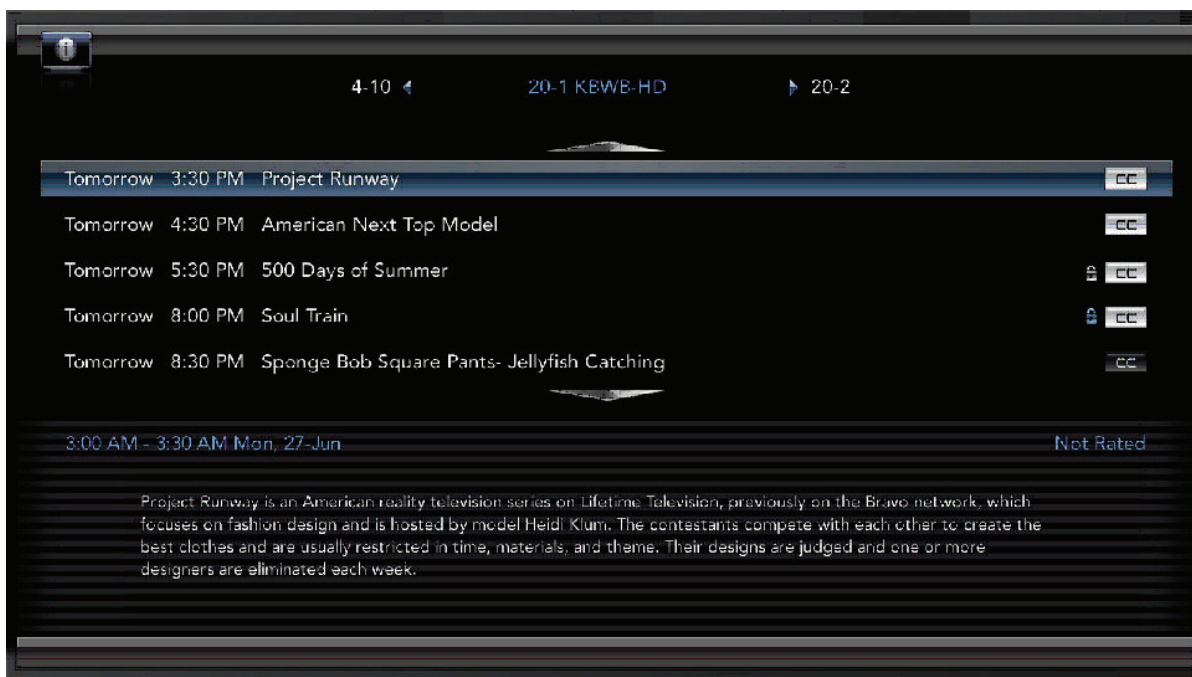 4-10 20-1 KBWB-HD 20-2
Tomorrow 3:30 PM Project Runway CC
Tomorrow 4:30 PM American Next Top Model CC
Tomorrow 5:30 PM 500 Days of Summer CC
Tomorrow 8:00 PM Soul Train CC
Tomorrow 8:30 PM Sponge Bob Square Pants- Jellyfish Catching CC
3:00 AM - 3:30 AM Mon, 27-Jun Not Rated
Project Runway is an American reality television series on Lifetime Television, previously on the Bravo network, which
focuses on fashion design and is hosted by model Heidi Klum. The contestants compete with each other to create the
best clothes and are usually restricted in time, materials, and theme. Their designs are judged and one or more
designers are eliminated each week.